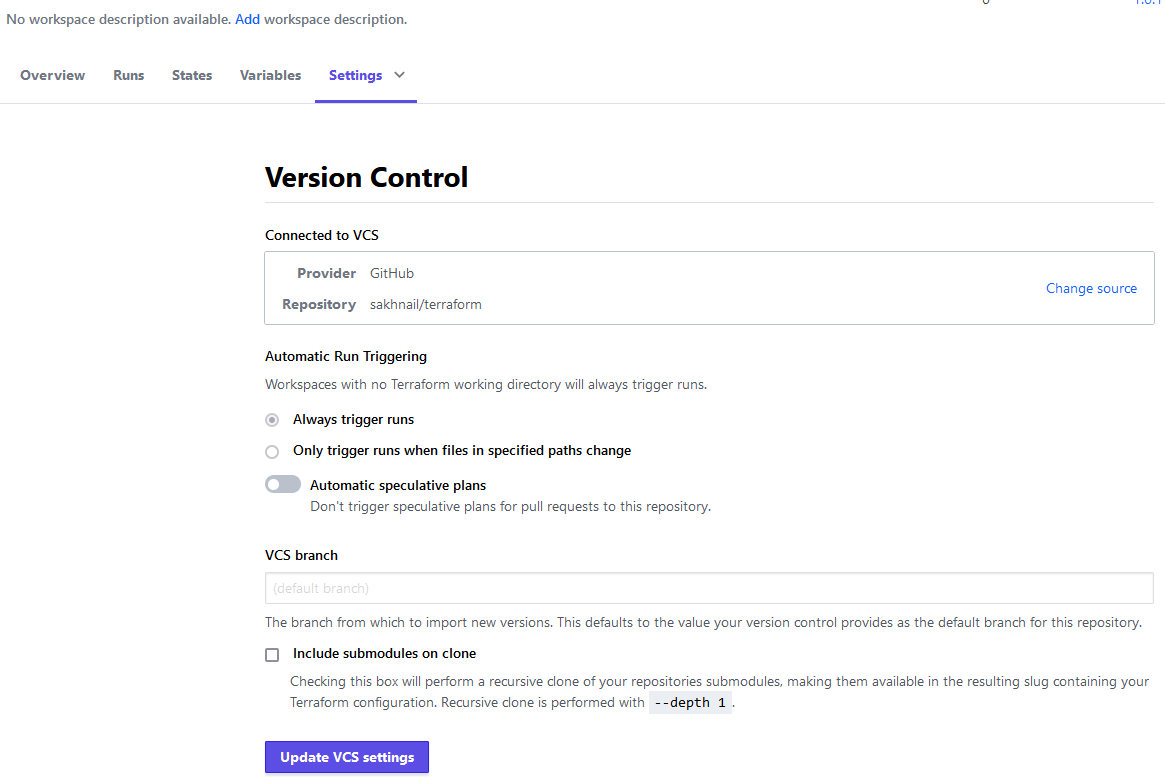 No workspace description available. Add workspace description.
Overview Runs States Variables Settings
Version Control
Connected to VCS
Provider GitHub
Repository sakhnail/terraform
Change source
Automatic Run Triggering
Workspaces with no Terraform working directory will always trigger runs.
Always trigger runs
Only trigger runs when files in specified paths change
Automatic speculative plans
Don't trigger speculative plans for pull requests to this repository.
VCS branch
(default branch)
The branch from which to import new versions. This defaults to the value your version control provides as the default branch for this repository.
Include submodules on clone
Checking this box will perform a recursive clone of your repositories submodules, making them available in the resulting slug containing your
Terraform configuration. Recursive clone is performed with --depth 1.
Update VCS settings